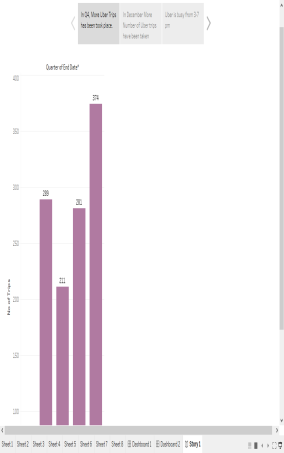 In Q4, More Uber Trips
has been took place.
In December More
Number of Uber trips
have been taken
Uber is busy from 3-7
pm
Quarter of End Date*
400
374
350
300
289
281
250
211
200
No of Trips
150
100
Sheet 1 Sheet 2 Sheet 3 Sheet 4 Sheet 5 Sheet 6 Sheet 7 Sheet 8 Dashboard 1 Dashboard 2 Story 1